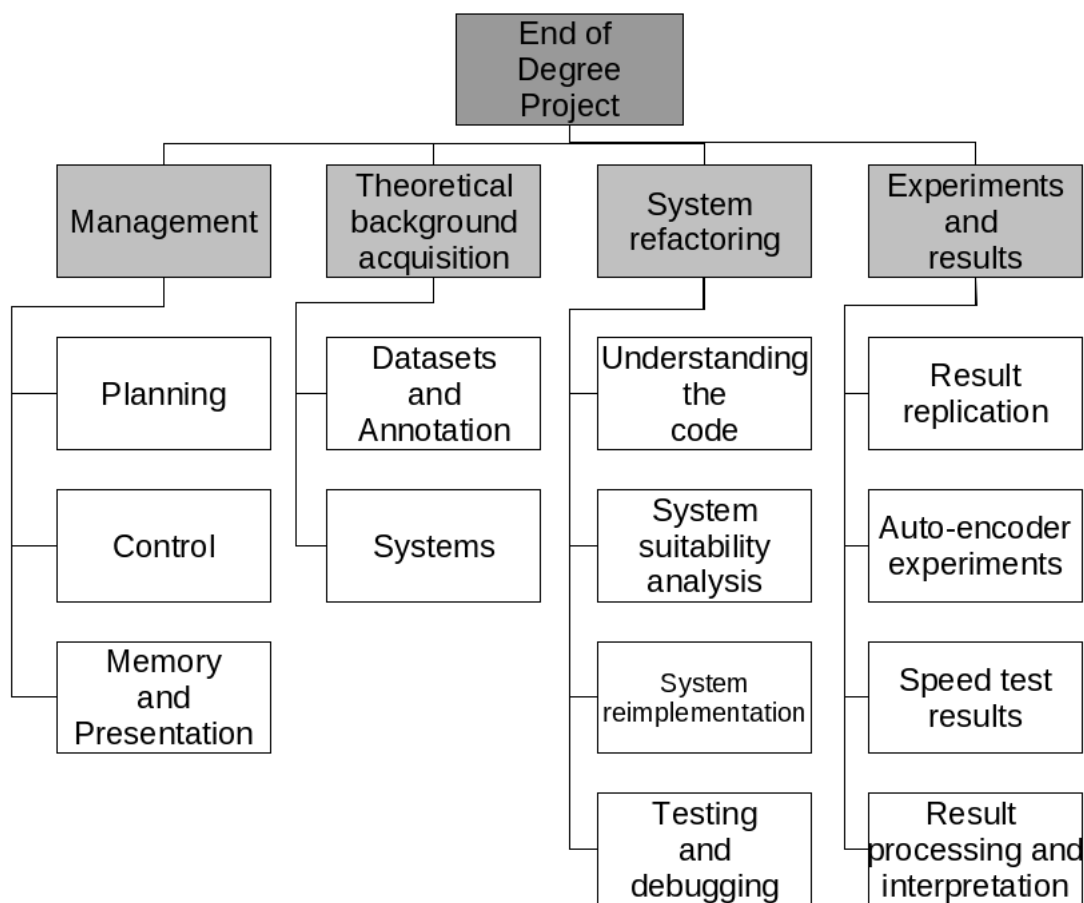 End of
Degree
Project
Management
Theoretical
background
acquisition
System
refactoring
Experiments
and
results
Planning
Datasets
and
Annotation
Understanding
the
code
Result
replication
Control
Systems
System
suitability
analysis
Auto-encoder
experiments
Memory
and
Presentation
System
reimplementation
Speed test
results
Testing
and
debugging
Result
processing and
interpretation